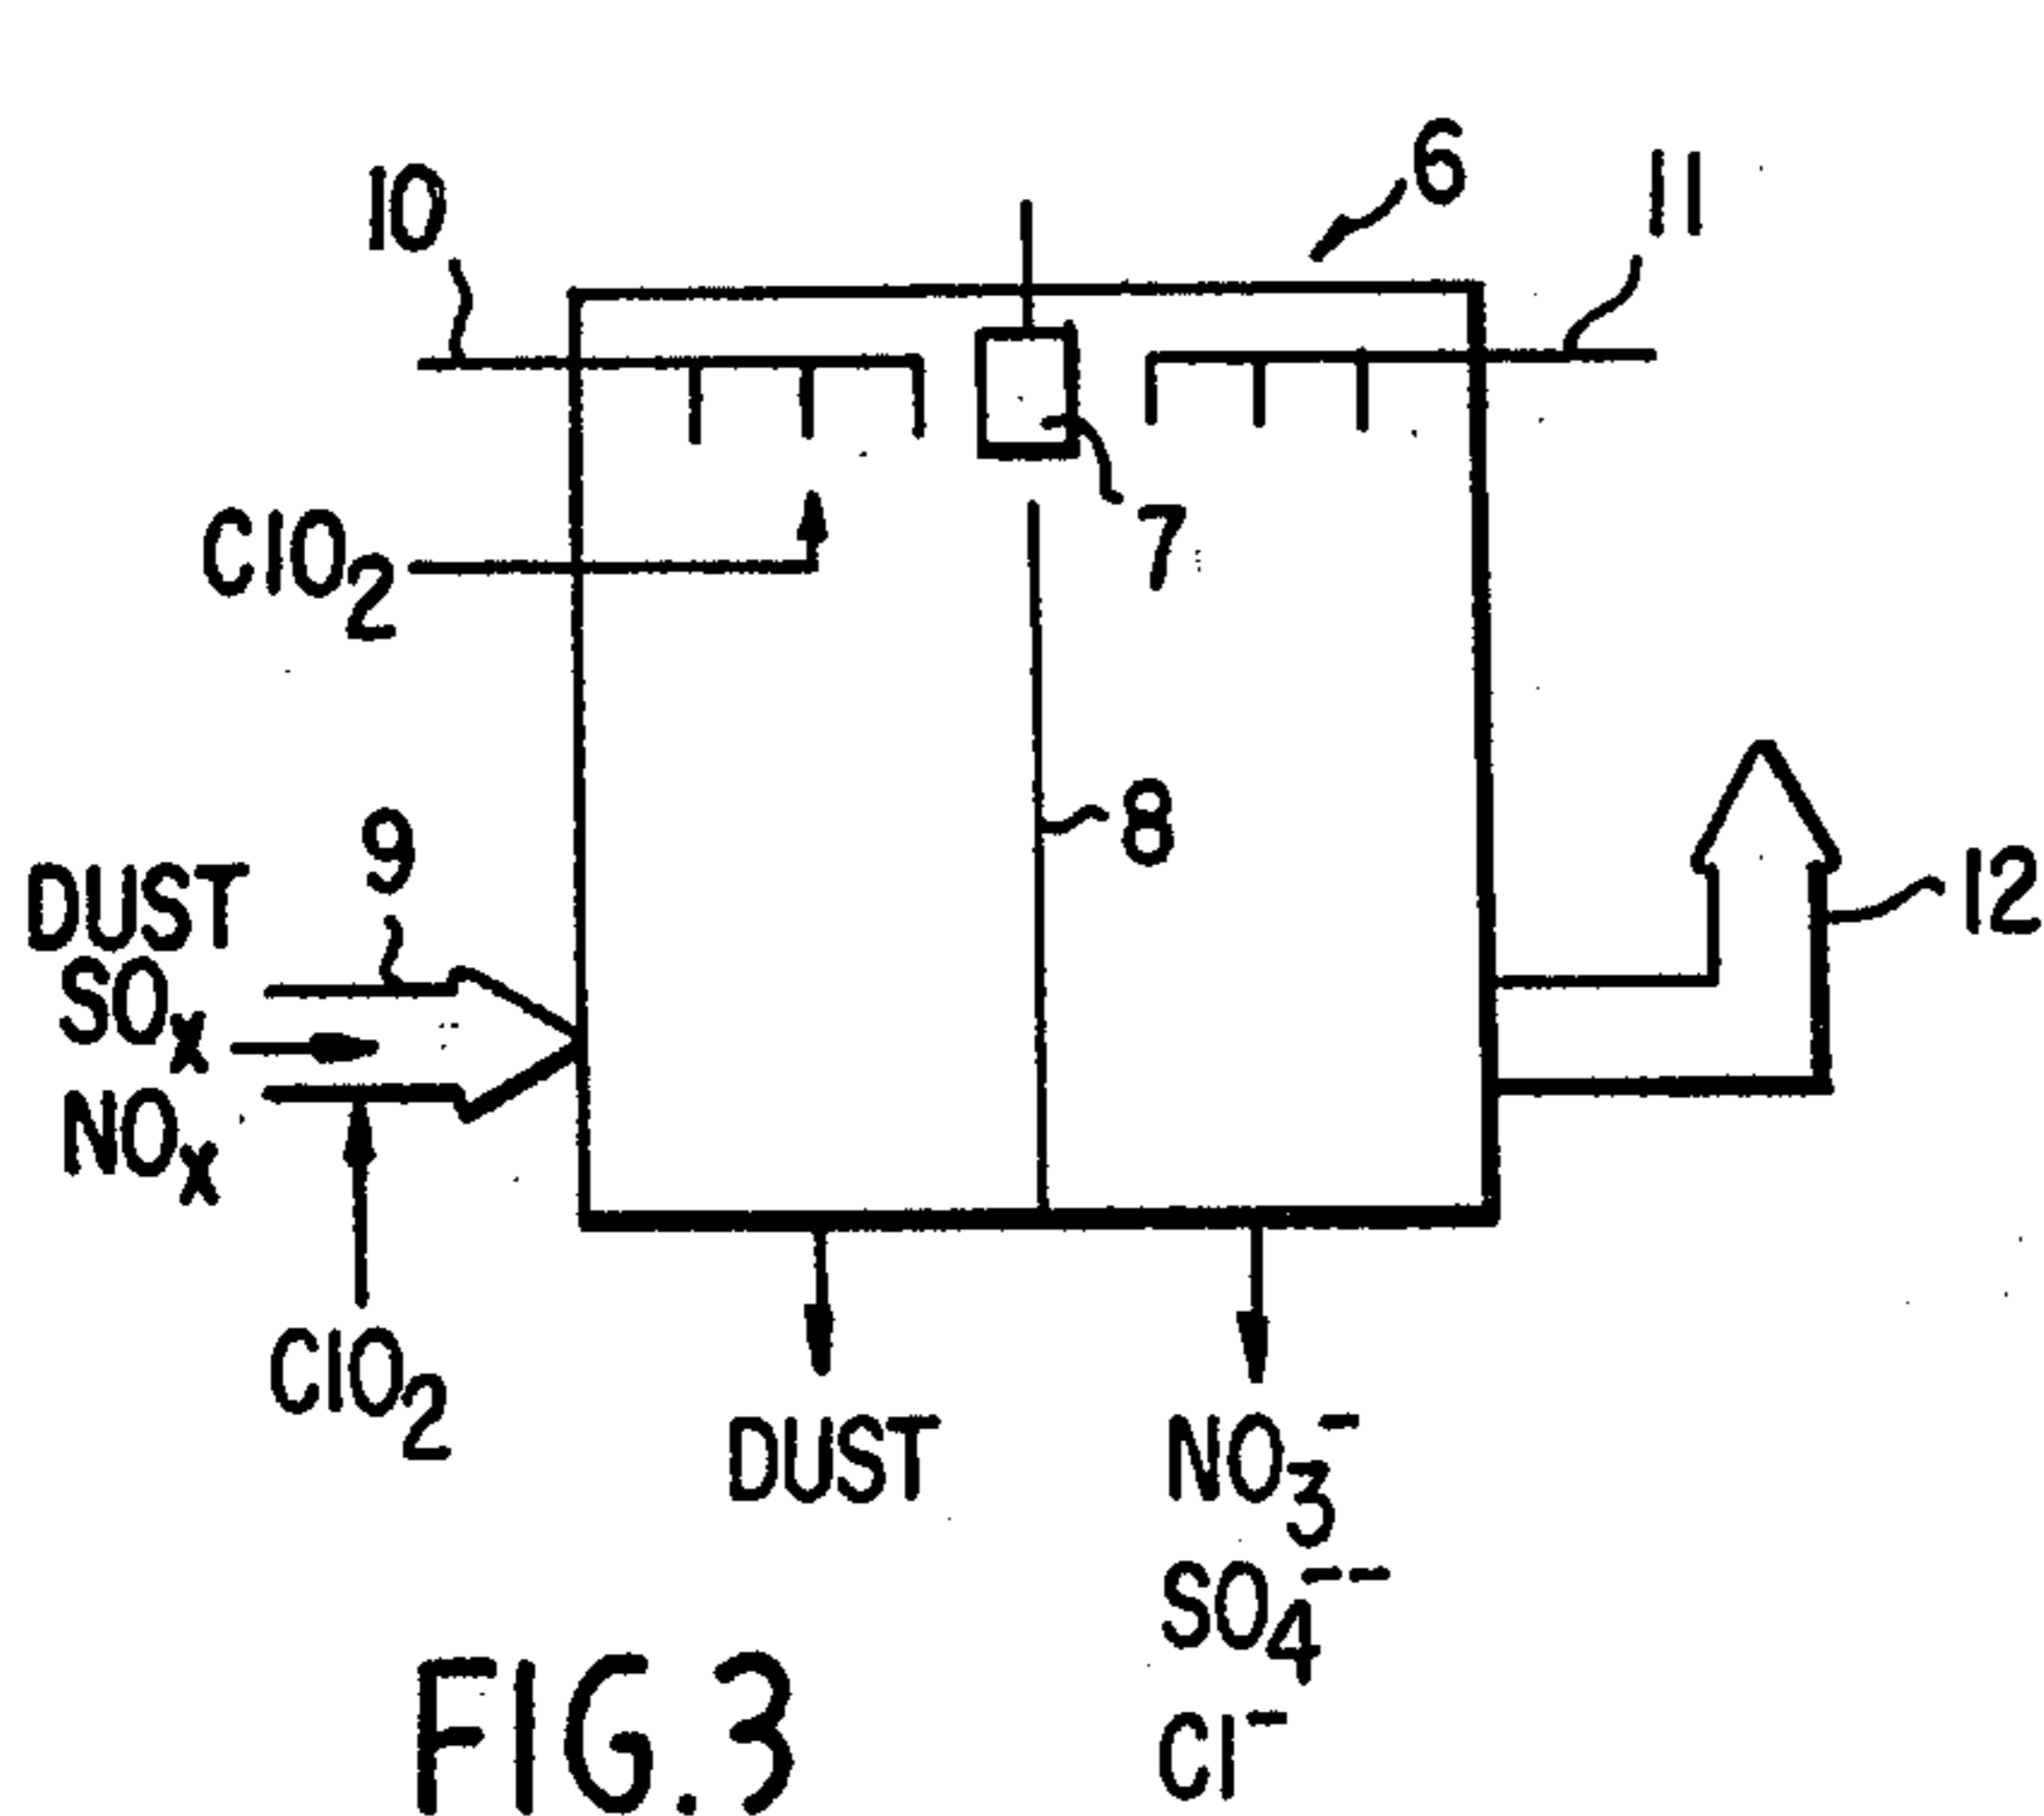 6
10
11
ClO2
7
8
9
DUST
SOx
NOx
12
ClO2
DUST
NO3-
SO4--
Cl-
FIG.3